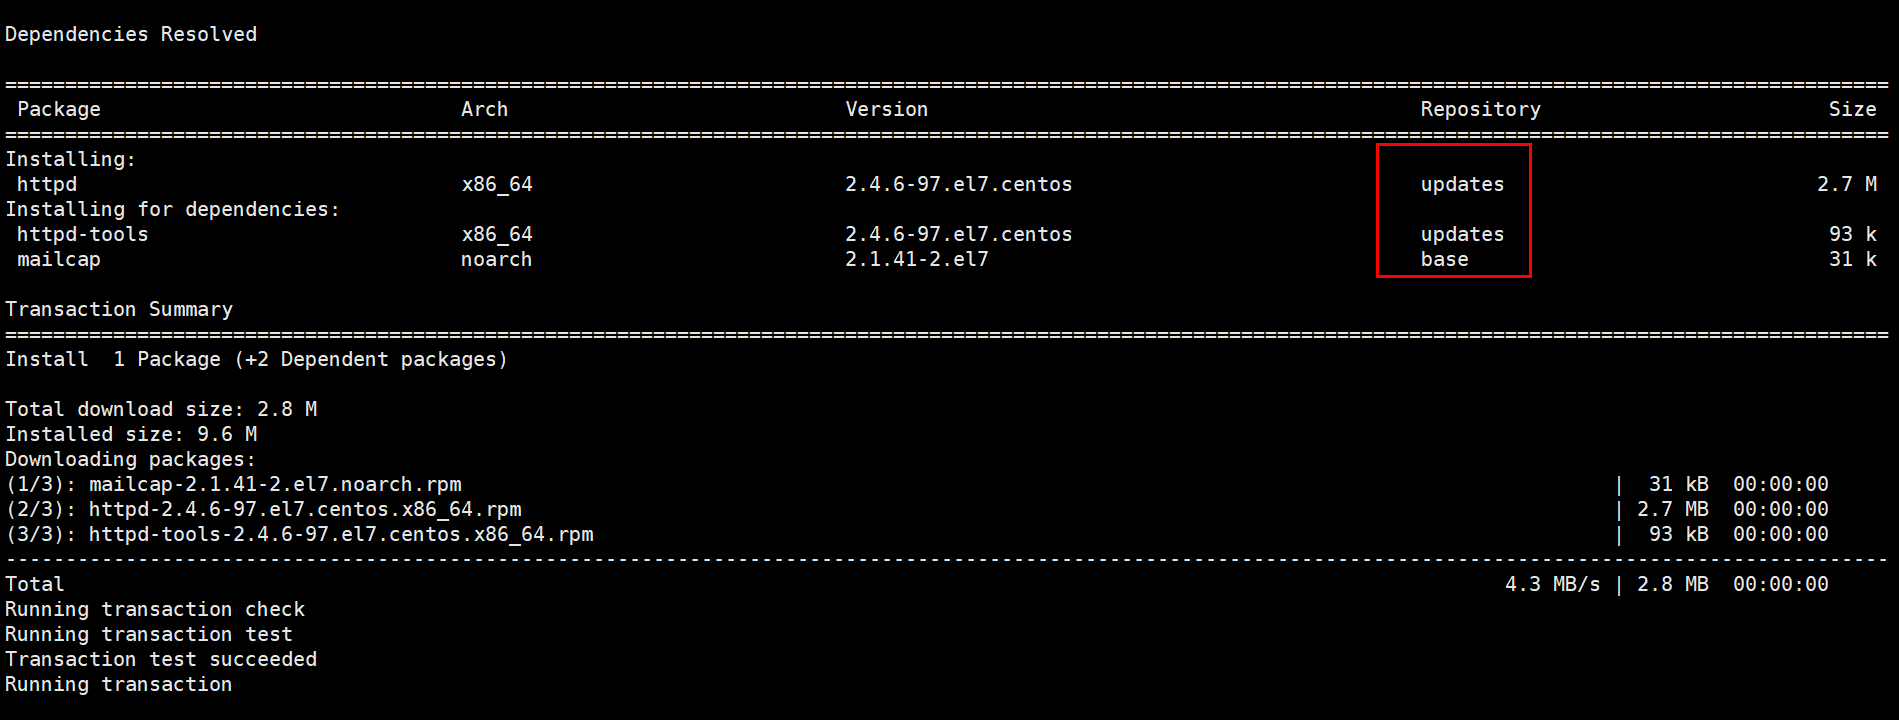 Dependencies Resolved
=============================================================================================================================================================
Package Arch Version Repository Size
=============================================================================================================================================================
Installing:
httpd x86_64 2.4.6-97.el7.centos updates 2.7 M
Installing for dependencies:
httpd-tools x86_64 2.4.6-97.el7.centos updates 93 k
mailcap noarch 2.1.41-2.el7 base 31 k
Transaction Summary
=============================================================================================================================================================
Install  1 Package (+2 Dependent packages)
Total download size: 2.8 M
Installed size: 9.6 M
Downloading packages:
(1/3): mailcap-2.1.41-2.el7.noarch.rpm | 31 kB 00:00:00
(2/3): httpd-2.4.6-97.el7.centos.x86_64.rpm | 2.7 MB 00:00:00
(3/3): httpd-tools-2.4.6-97.el7.centos.x86_64.rpm | 93 kB 00:00:00
-------------------------------------------------------------------------------------------------------------------------------------------------------------
Total 4.3 MB/s | 2.8 MB 00:00:00
Running transaction check
Running transaction test
Transaction test succeeded
Running transaction